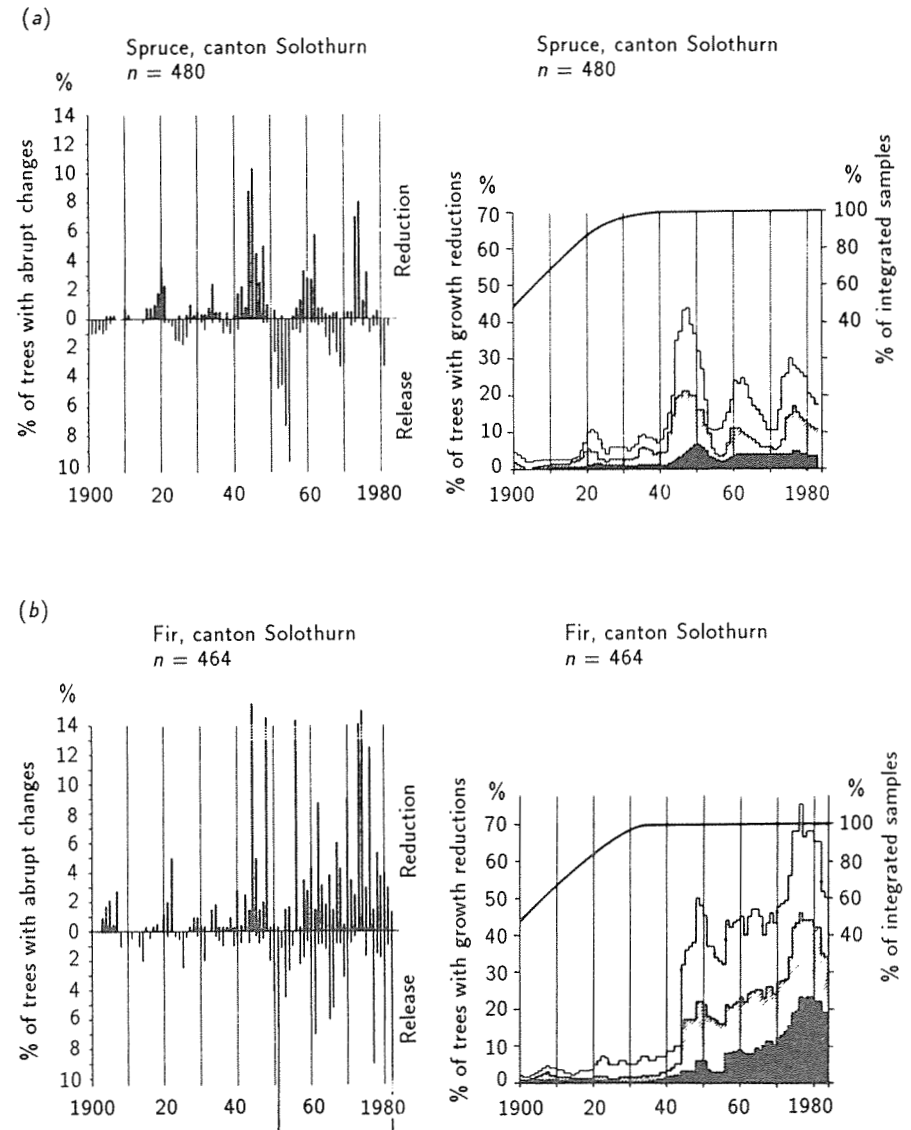 (a)
Spruce, canton Solothurn
n = 480
%
14
12
10
8
6
4
2
0
2
4
6
8
10
% of trees with abrupt changes
Reduction
Release
1900 20 40 60 1980
Spruce, canton Solothurn
n = 480
%
70
60
50
40
30
20
10
0
% of trees with growth reductions
%
100
80
60
40
% of integrated samples
1900 20 40 60 1980
(b)
Fir, canton Solothurn
n = 464
%
14
12
10
8
6
4
2
0
2
4
6
8
10
% of trees with abrupt changes
Reduction
Release
1900 20 40 60 1980
Fir, canton Solothurn
n = 464
%
70
60
50
40
30
20
10
0
% of trees with growth reductions
%
100
80
60
40
% of integrated samples
1900 20 40 60 1980